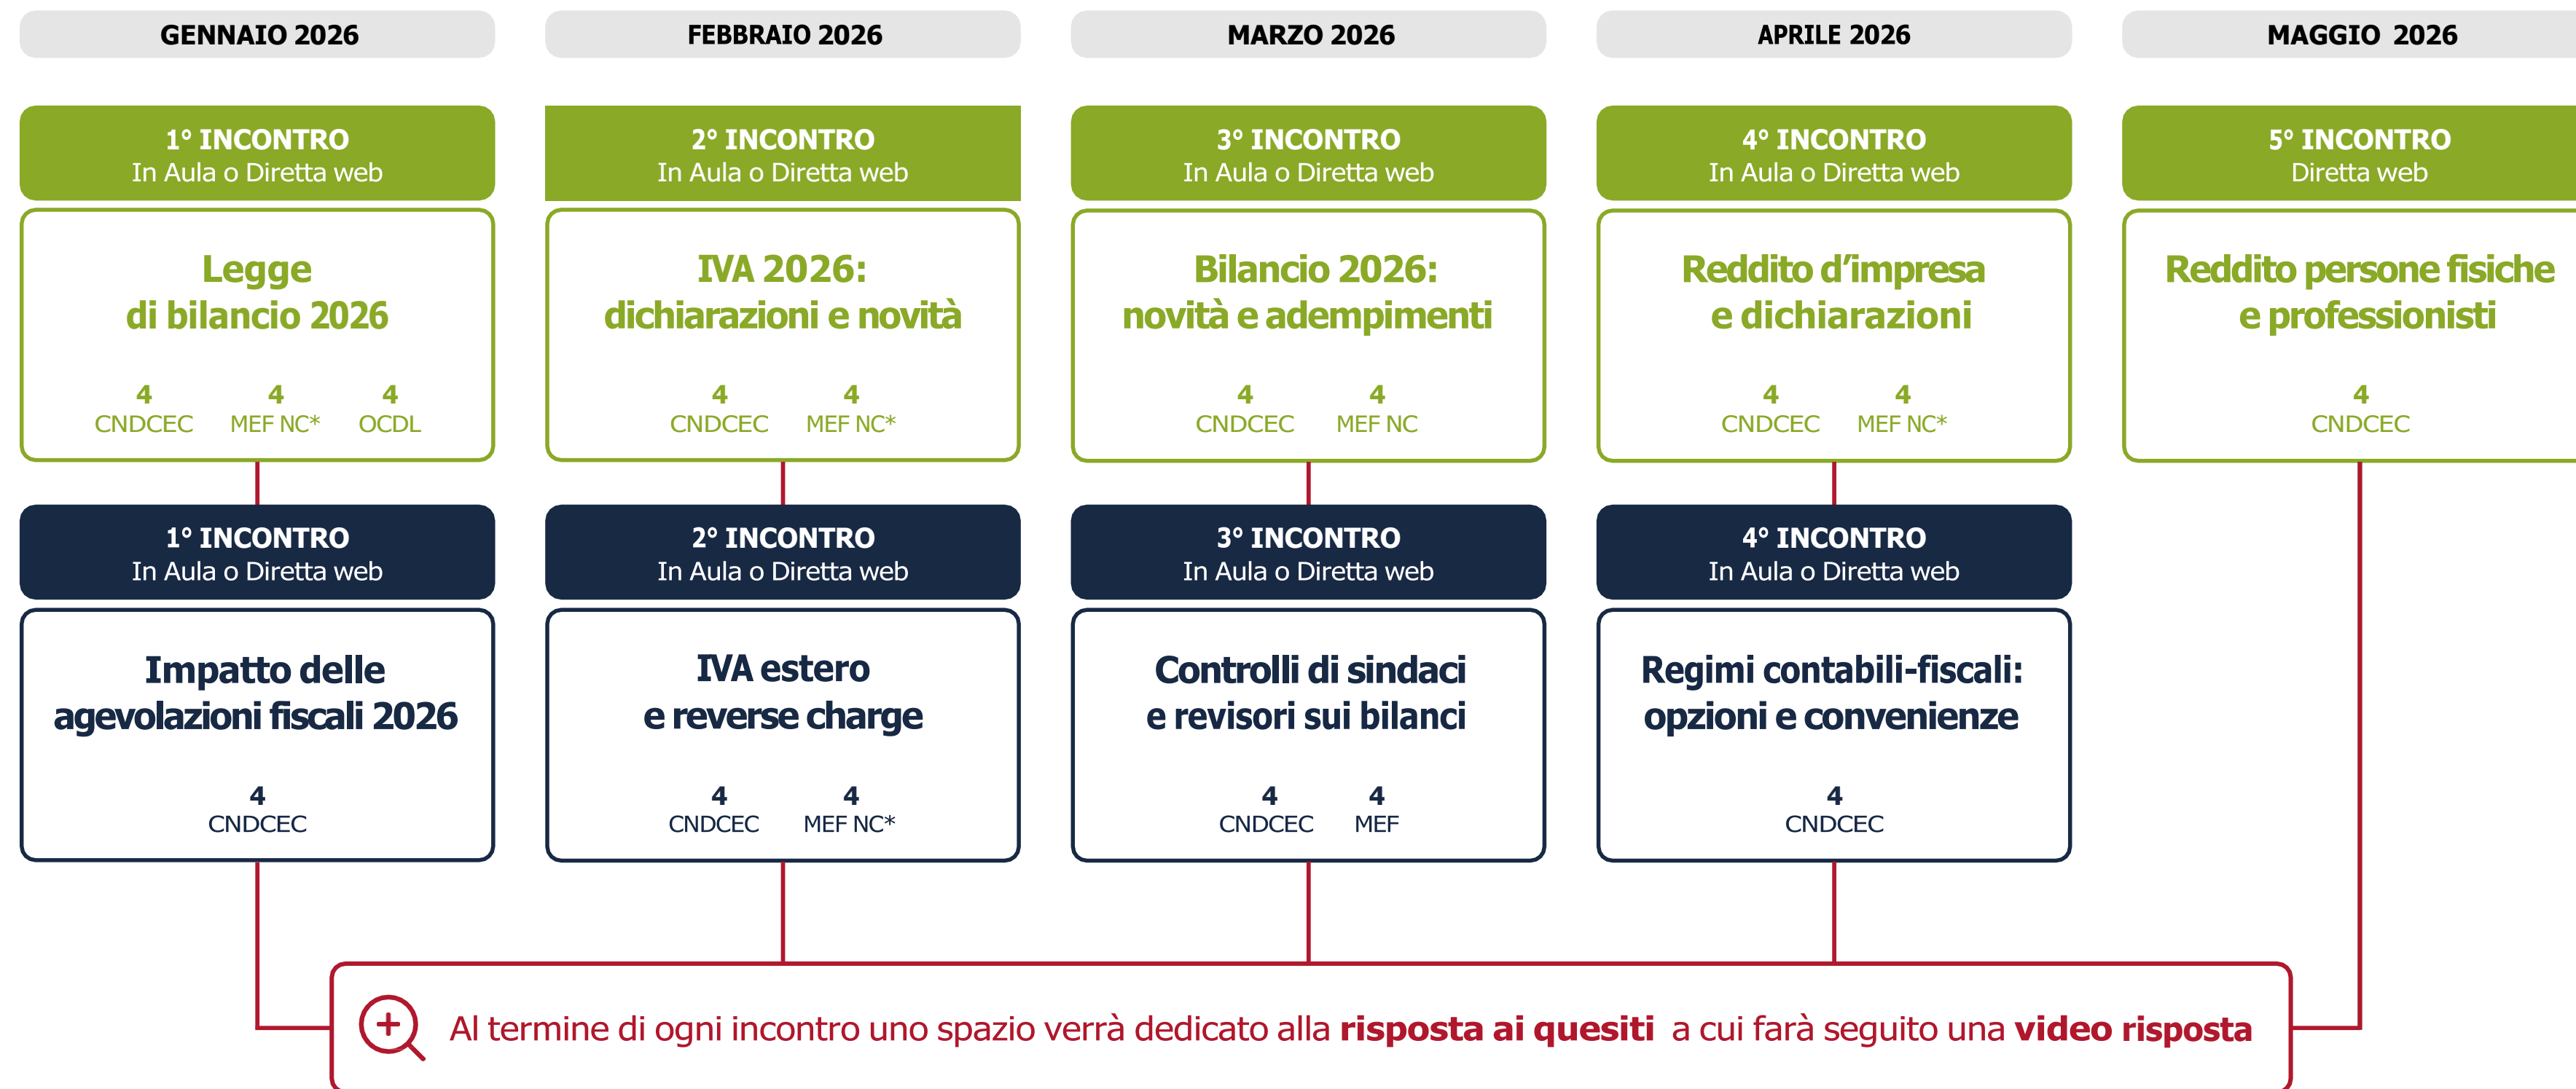 GENNAIO 2026
FEBBRAIO 2026
MARZO 2026
APRILE 2026
MAGGIO 2026
1° INCONTRO
In Aula o Diretta web
2° INCONTRO
In Aula o Diretta web
3° INCONTRO
In Aula o Diretta web
4° INCONTRO
In Aula o Diretta web
5° INCONTRO
Diretta web
Legge
di bilancio 2026
4 4 4
CNDCEC MEF NC* OCDL
IVA 2026:
dichiarazioni e novità
4 4
CNDCEC MEF NC*
Bilancio 2026:
novità e adempimenti
4 4
CNDCEC MEF NC
Reddito d’impresa
e dichiarazioni
4 4
CNDCEC MEF NC*
Reddito persone fisiche
e professionisti
4
CNDCEC
1° INCONTRO
In Aula o Diretta web
2° INCONTRO
In Aula o Diretta web
3° INCONTRO
In Aula o Diretta web
4° INCONTRO
In Aula o Diretta web
Impatto delle
agevolazioni fiscali 2026
4
CNDCEC
IVA estero
e reverse charge
4 4
CNDCEC MEF NC*
Controlli di sindaci
e revisori sui bilanci
4 4
CNDCEC MEF
Regimi contabili-fiscali:
opzioni e convenienze
4
CNDCEC
Al termine di ogni incontro uno spazio verrà dedicato alla risposta ai quesiti a cui farà seguito una video risposta